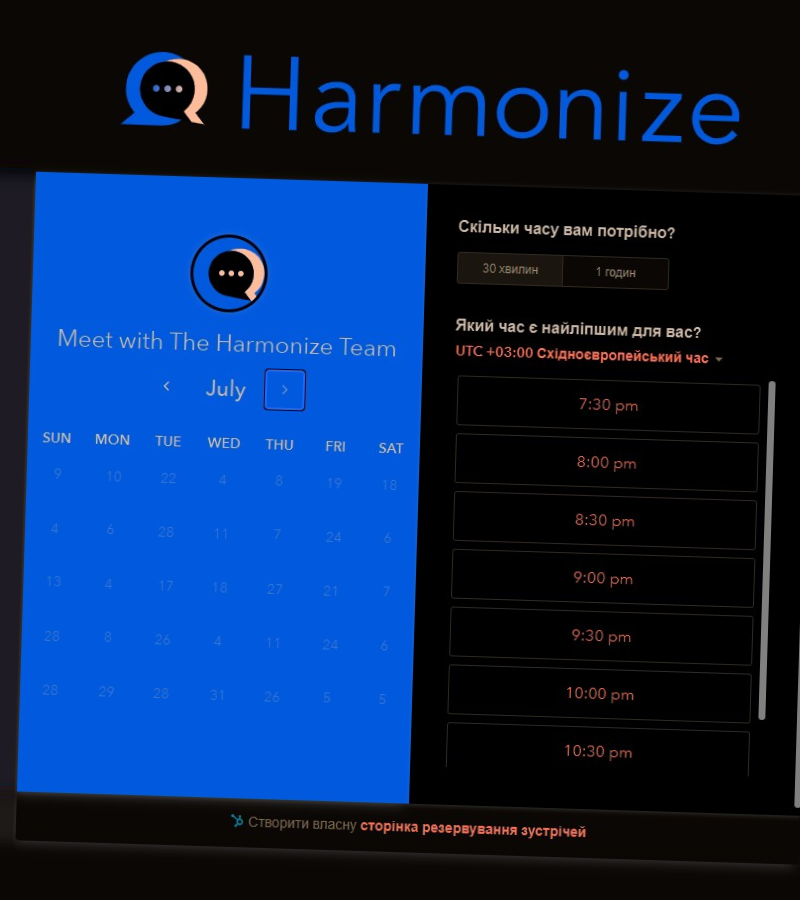 Harmonize
Meet with The Harmonize Team
July
SUN MON TUE WED THU FRI SAT
9 10 22 4 8 19 18
4 6 28 11 7 24 6
13 4 17 18 27 21 7
28 8 26 4 11 24 6
28 29 28 31 26 5 5
Скільки часу вам потрібно?
30 хвилин 1 годин
Який час є найліпшим для вас?
UTC +03:00 Східноєвропейський час
7:30 pm
8:00 pm
8:30 pm
9:00 pm
9:30 pm
10:00 pm
10:30 pm
Створити власну сторінка резервування зустрічей